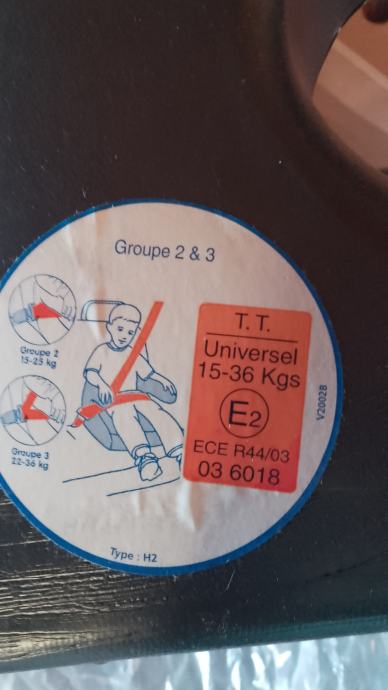 Groupe 2 & 3
Groupe 2
15-25 kg
Groupe 3
22-36 kg
T. T.
Universel
15-36 Kgs
E2
ECE R44/03
03 6018
V20028
Type : H2